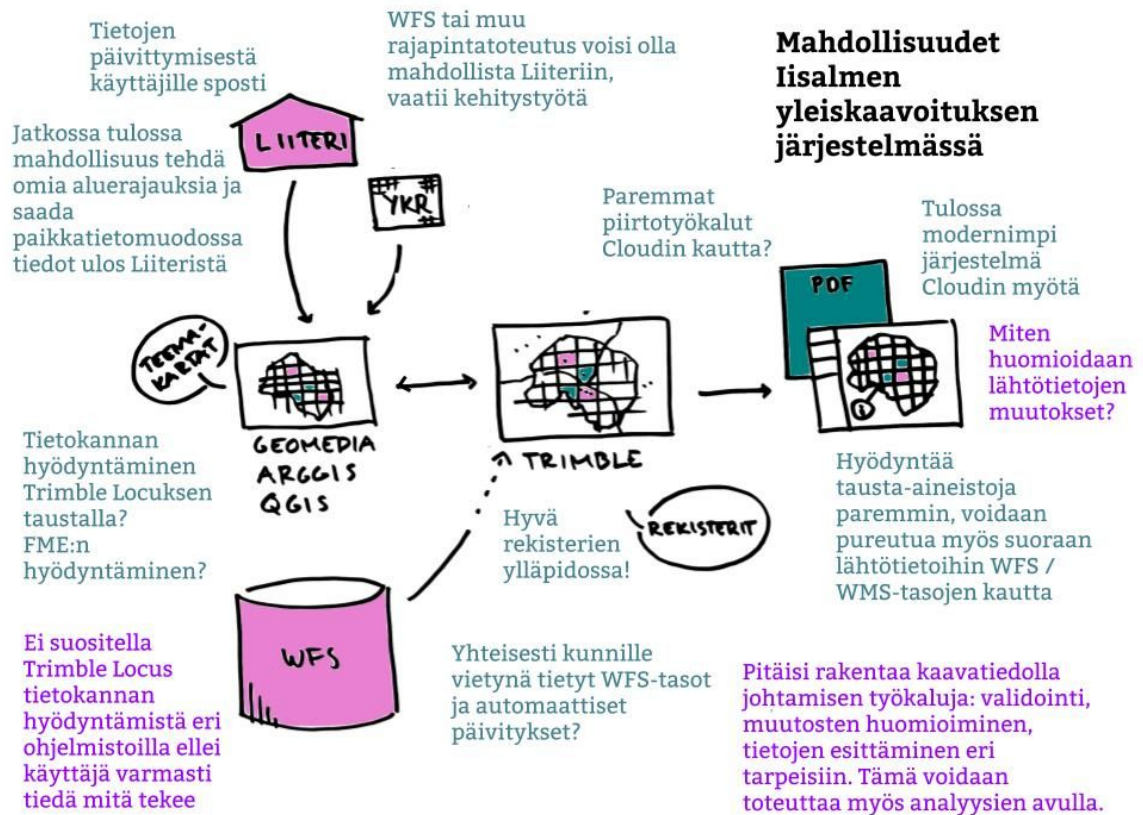 Tietojen
päivittymisestä
käyttäjille sposti
WFS tai muu
rajapintatoteutus voisi olla
mahdollista Liiteriin,
vaatii kehitystyötä
Mahdollisuudet
Iisalmen
yleiskaavoituksen
järjestelmässä
LIITERI
Jatkossa tulossa
mahdollisuus tehdä
omia aluerajauksia ja
saada
paikkatietomuodossa
tiedot ulos Liiteristä
YKR
Paremmat
piirtotyökalut
Cloudin kautta?
Tulossa
modernimpi
järjestelmä
Cloudin myötä
PDF
TEEMA-
KARTAT
i
Miten
huomioidaan
lähtötietojen
muutokset?
GEOMEDIA
ARGGIS
QGIS
TRIMBLE
Tietokannan
hyödyntäminen
Trimble Locuksen
taustalla?
FME:n
hyödyntäminen?
Hyvä
rekisterien
ylläpidossa!
REKISTERIT
Hyödyntää
tausta-aineistoja
paremmin, voidaan
pureutua myös suoraan
lähtötietoihin WFS /
WMS-tasojen kautta
WFS
Ei suositella
Trimble Locus
tietokannan
hyödyntämistä eri
ohjelmistoilla ellei
käyttäjä varmasti
tiedä mitä tekee
Yhteisesti kunnille
vietynä tietyt WFS-tasot
ja automaattiset
päivitykset?
Pitäisi rakentaa kaavatiedolla
johtamisen työkaluja: validointi,
muutosten huomioiminen,
tietojen esittäminen eri
tarpeisiin. Tämä voidaan
toteuttaa myös analyysien avulla.